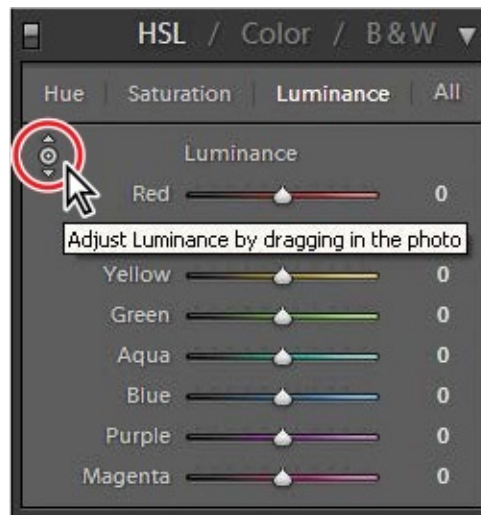 HSL / Color / B & W
Hue | Saturation | Luminance | All
Luminance
Red 0
Adjust Luminance by dragging in the photo
Yellow 0
Green 0
Aqua 0
Blue 0
Purple 0
Magenta 0